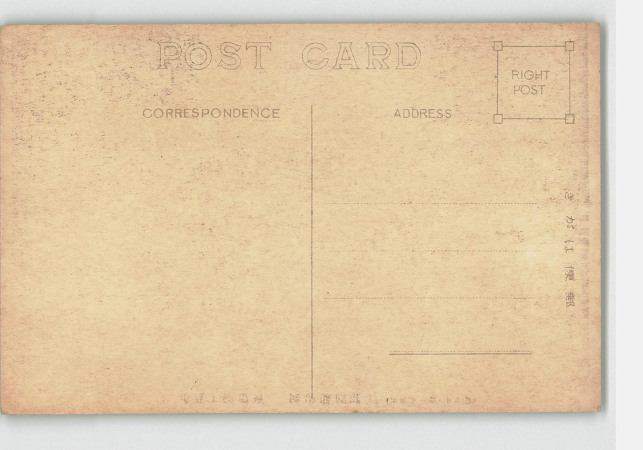 POST CARD
RIGHT
POST
CORRESPONDENCE
ADDRESS
きがは便郵